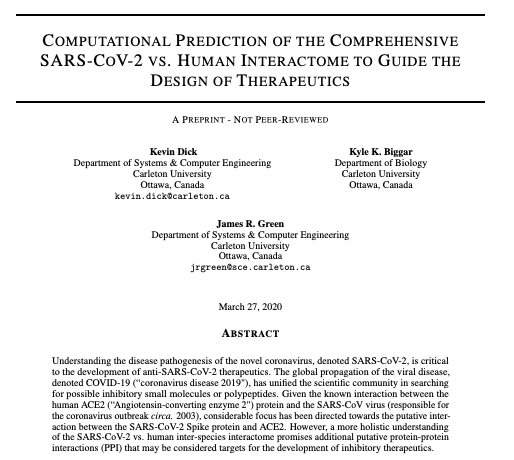 COMPUTATIONAL PREDICTION OF THE COMPREHENSIVE
SARS-COV-2 VS. HUMAN INTERACTOME TO GUIDE THE
DESIGN OF THERAPEUTICS
A PREPRINT - NOT PEER-REVIEWED
Kevin Dick
Department of Systems & Computer Engineering
Carleton University
Ottawa, Canada
kevin.dick@carleton.ca
Kyle K. Biggar
Department of Biology
Carleton University
Ottawa, Canada
James R. Green
Department of Systems & Computer Engineering
Carleton University
Ottawa, Canada
jrgreen@sce.carleton.ca
March 27, 2020
ABSTRACT
Understanding the disease pathogenesis of the novel coronavirus, denoted SARS-CoV-2, is critical
to the development of anti-SARS-CoV-2 therapeutics. The global propagation of the viral disease,
denoted COVID-19 ("coronavirus disease 2019"), has unified the scientific community in searching
for possible inhibitory small molecules or polypeptides. Given the known interaction between the
human ACE2 ("Angiotensin-converting enzyme 2") protein and the SARS-CoV virus (responsible for
the coronavirus outbreak circa. 2003), considerable focus has been directed towards the putative inter-
action between the SARS-CoV-2 Spike protein and ACE2. However, a more holistic understanding
of the SARS-CoV-2 vs. human inter-species interactome promises additional putative protein-protein
interactions (PPI) that may be considered targets for the development of inhibitory therapeutics.